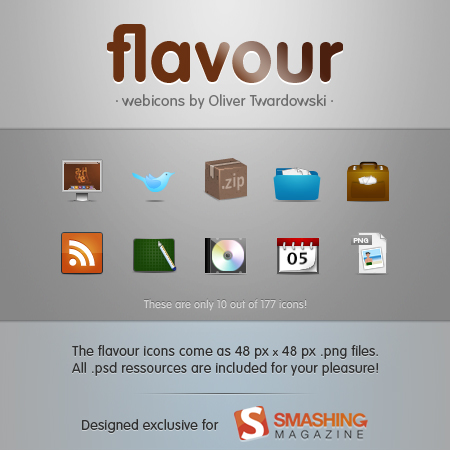 flavour
· webicons by Oliver Twardowski ·
.zip
05
PNG
These are only 10 out of 177 icons!
The flavour icons come as 48 px x 48 px .png files.
All .psd ressources are included for your pleasure!
Designed exclusive for
SMASHING
MAGAZINE